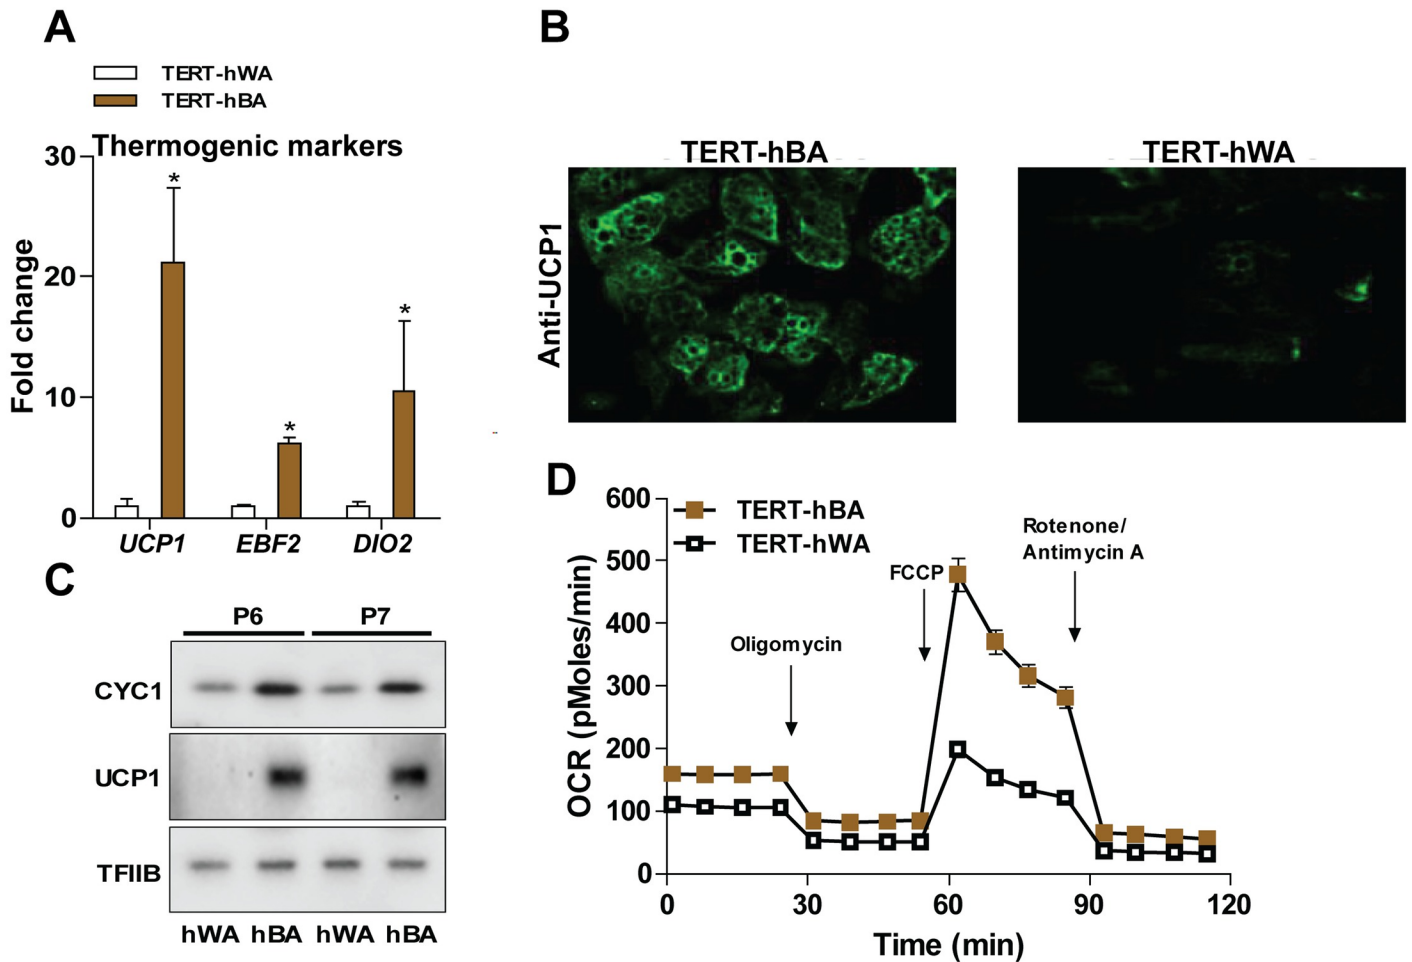 A
TERT-hWA
TERT-hBA
Thermogenic markers
Fold change
30
20
10
0
*
*
*
UCP1
EBF2
DIO2
B
TERT-hBA
TERT-hWA
Anti-UCP1
C
P6
P7
CYC1
UCP1
TFIIB
hWA
hBA
hWA
hBA
D
TERT-hBA
TERT-hWA
OCR (pMoles/min)
600
500
400
300
200
100
0
Oligomycin
FCCP
Rotenone/
Antimycin A
0
30
60
90
120
Time (min)